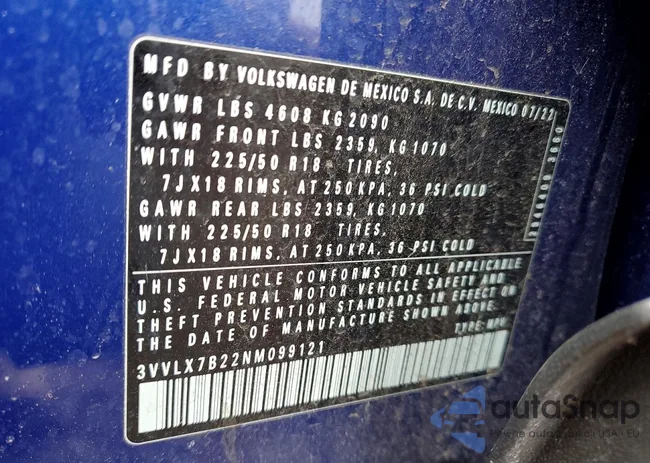 MFD BY VOLKSWAGEN DE MEXICO S.A. DE C.V. MEXICO 07/22
GVWR LBS 4608 KG 2090
GAWR FRONT LBS 2359, KG 1070
WITH 225/50 R18 TIRES,
7JX18 RIMS, AT 250 KPA, 36 PSI COLD
GAWR REAR LBS 2359, KG 1070
WITH 225/50 R18 TIRES,
7JX18 RIMS, AT 250 KPA, 36 PSI COLD
THIS VEHICLE CONFORMS TO ALL APPLICABLE
U.S. FEDERAL MOTOR VEHICLE SAFETY AND
THEFT PREVENTION STANDARDS IN EFFECT ON
THE DATE OF MANUFACTURE SHOWN ABOVE.
TYPE: MPV
3VVLX7B22NM099121
autoSnap